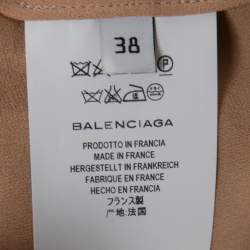 38
P
BALENCIAGA
PRODOTTO IN FRANCIA
MADE IN FRANCE
HERGESTELLT IN FRANKREICH
FABRIQUE EN FRANCE
HECHO EN FRANCIA
フランス製
产地:法国